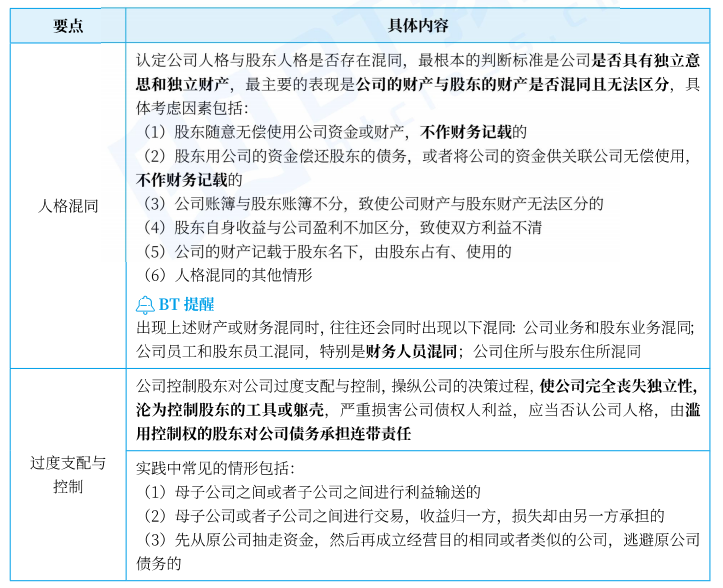 要点
具体内容
人格混同
认定公司人格与股东人格是否存在混同，最根本的判断标准是公司是否具有独立意
思和独立财产，最主要的表现是公司的财产与股东的财产是否混同且无法区分，具
体考虑因素包括：
（1）股东随意无偿使用公司资金或财产，不作财务记载的
（2）股东用公司的资金偿还股东的债务，或者将公司的资金供关联公司无偿使用，
不作财务记载的
（3）公司账簿与股东账簿不分，致使公司财产与股东财产无法区分的
（4）股东自身收益与公司盈利不加区分，致使双方利益不清
（5）公司的财产记载于股东名下，由股东占有、使用的
（6）人格混同的其他情形
BT 提醒
出现上述财产或财务混同时，往往还会同时出现以下混同：公司业务和股东业务混同；
公司员工和股东员工混同，特别是财务人员混同；公司住所与股东住所混同
过度支配与
控制
公司控制股东对公司过度支配与控制，操纵公司的决策过程，使公司完全丧失独立性，
沦为控制股东的工具或躯壳，严重损害公司债权人利益，应当否认公司人格，由滥
用控制权的股东对公司债务承担连带责任
实践中常见的情形包括：
（1）母子公司之间或者子公司之间进行利益输送的
（2）母子公司或者子公司之间进行交易，收益归一方，损失却由另一方承担的
（3）先从原公司抽走资金，然后再成立经营目的相同或者类似的公司，逃避原公司
债务的